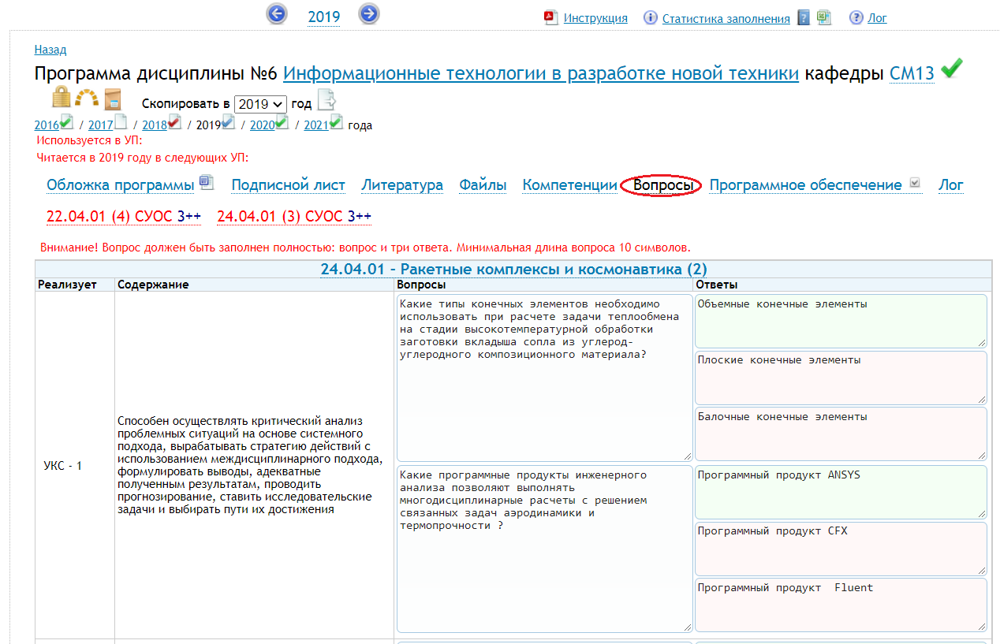 2019
Инструкция Статистика заполнения Лог
Назад
Программа дисциплины №6 Информационные технологии в разработке новой техники кафедры СМ13
Скопировать в 2019 год
2016 / 2017 / 2018 / 2019 / 2020 / 2021 года
Используется в УП:
Читается в 2019 году в следующих УП:
Обложка программы Подписной лист Литература Файлы Компетенции Вопросы Программное обеспечение Лог
22.04.01 (4) СУОС 3++ 24.04.01 (3) СУОС 3++
Внимание! Вопрос должен быть заполнен полностью: вопрос и три ответа. Минимальная длина вопроса 10 символов.
24.04.01 - Ракетные комплексы и космонавтика (2)
Реализует Содержание Вопросы Ответы
УКС - 1
Способен осуществлять критический анализ
проблемных ситуаций на основе системного
подхода, вырабатывать стратегию действий с
использованием междисциплинарного подхода,
формулировать выводы, адекватные
полученным результатам, проводить
прогнозирование, ставить исследовательские
задачи и выбирать пути их достижения
Какие типы конечных элементов необходимо
использовать при расчете задачи теплообмена
на стадии высокотемпературной обработки
заготовки вкладыша сопла из углерод-
углеродного композиционного материала?
Объемные конечные элементы
Плоские конечные элементы
Балочные конечные элементы
Какие программные продукты инженерного
анализа позволяют выполнять
многодисциплинарные расчеты с решением
связанных задач аэродинамики и
термопрочности ?
Программный продукт ANSYS
Программный продукт CFX
Программный продукт  Fluent